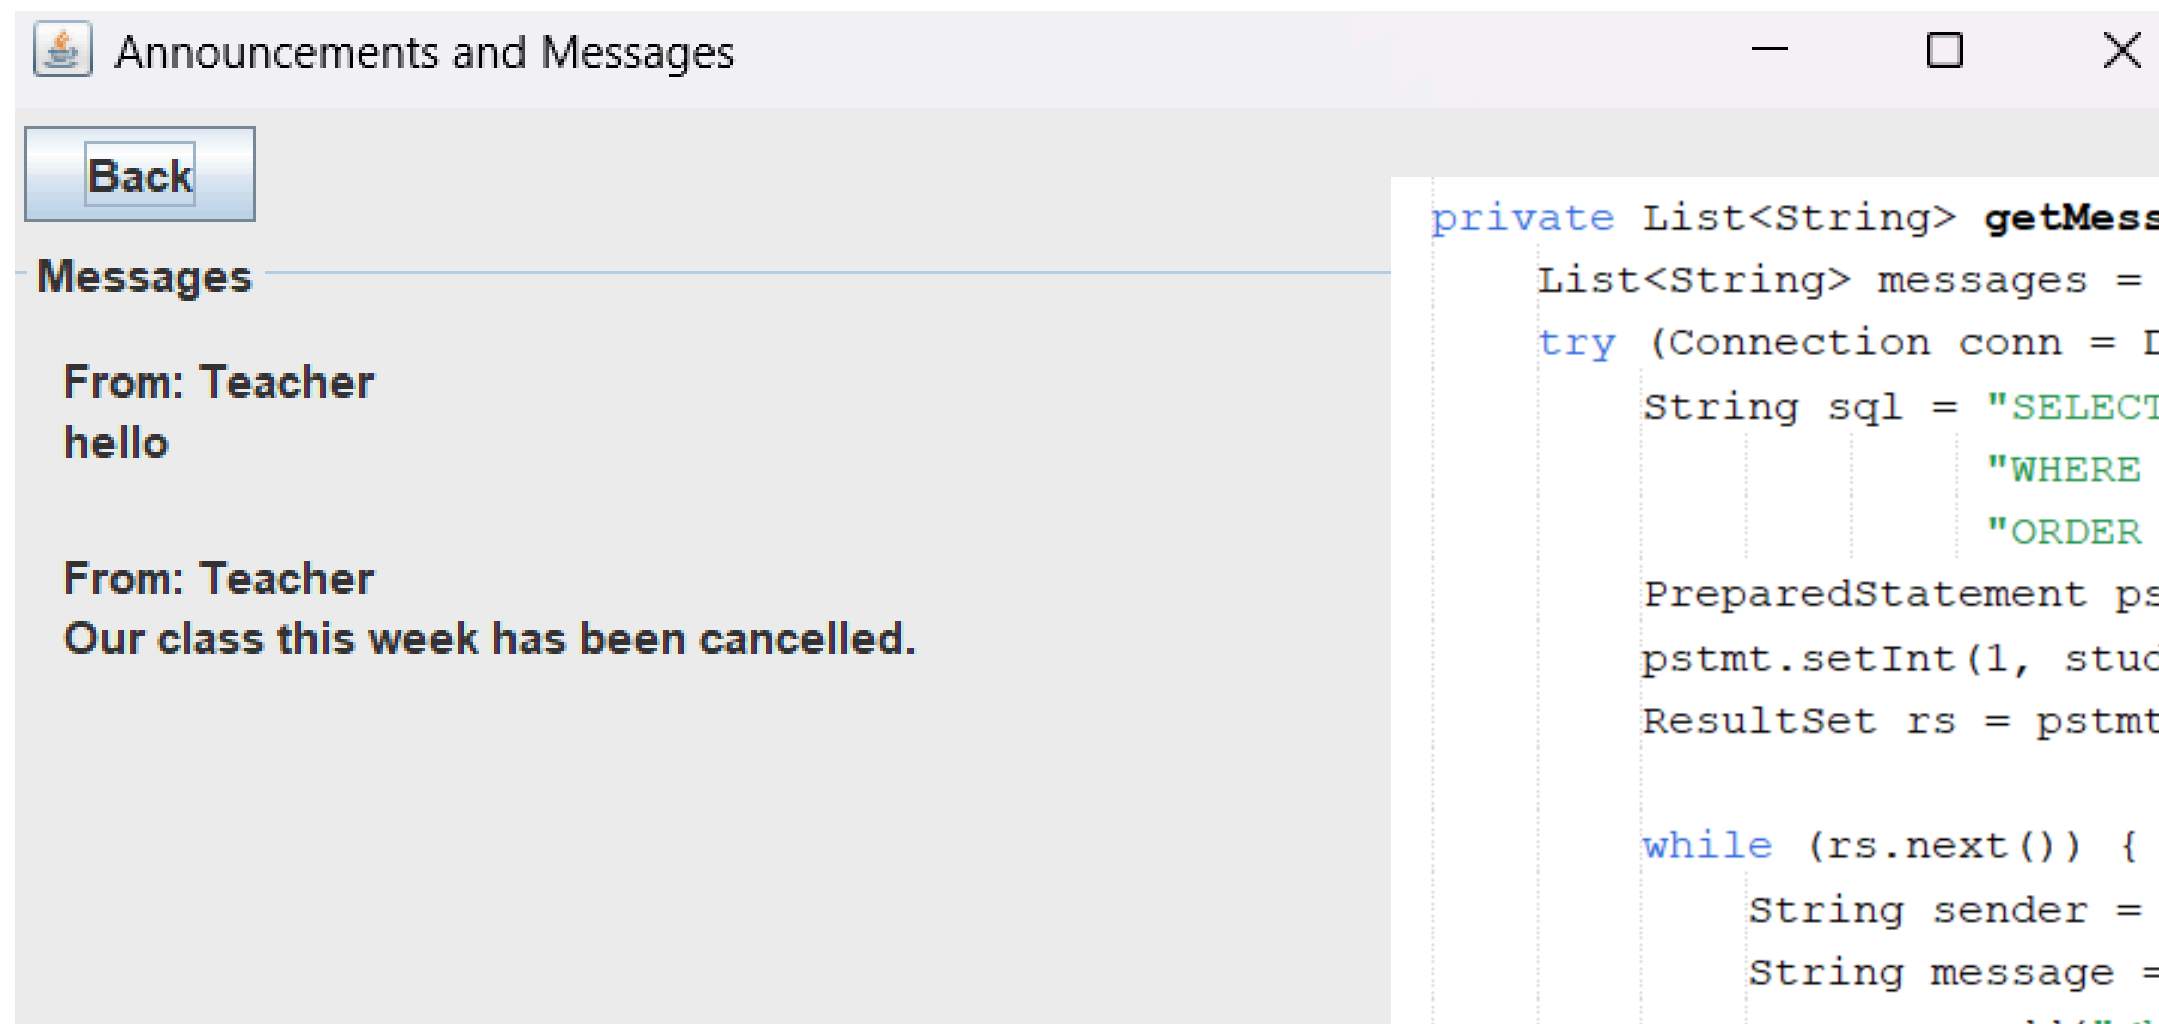 Announcements and Messages
Back
Messages
From: Teacher
hello
From: Teacher
Our class this week has been cancelled.
private List<String> getMess
List<String> messages =
try (Connection conn = D
String sql = "SELECT
"WHERE
"ORDER
PreparedStatement ps
pstmt.setInt(1, stud
ResultSet rs = pstmt
while (rs.next()) {
String sender =
String message =